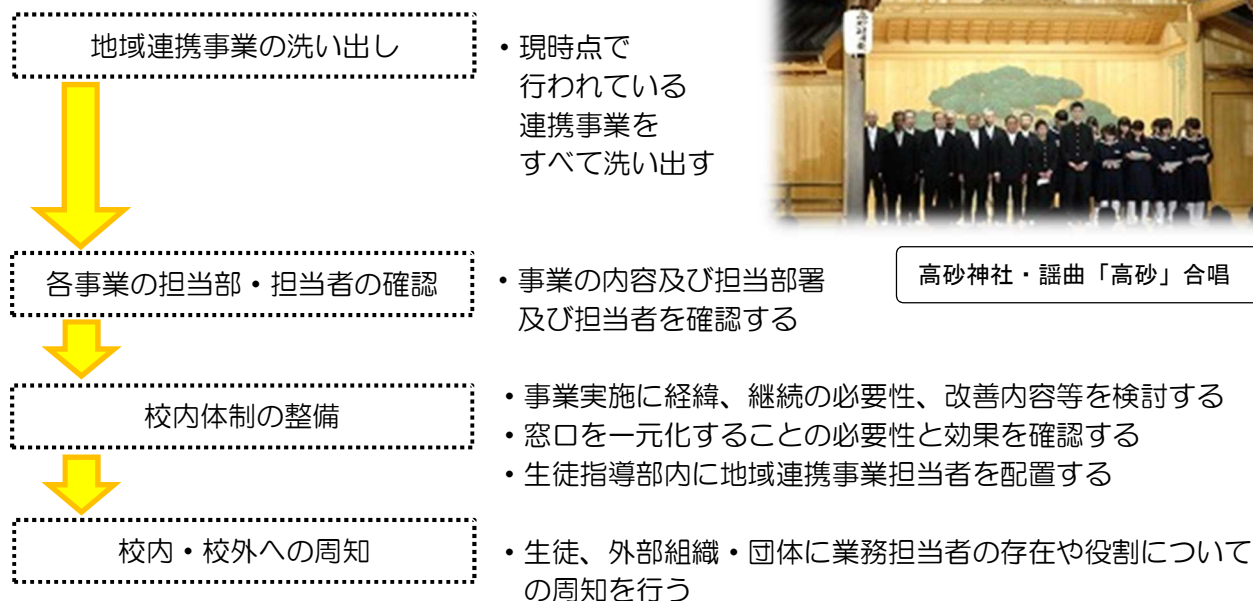 地域連携事業の洗い出し
・現時点で
行われている
連携事業を
すべて洗い出す
高砂神社・謡曲「高砂」合唱
各事業の担当部・担当者の確認
・事業の内容及び担当部署
及び担当者を確認する
校内体制の整備
・事業実施に経緯、継続の必要性、改善内容等を検討する
・窓口を一元化することの必要性と効果を確認する
・生徒指導部内に地域連携事業担当者を配置する
校内・校外への周知
・生徒、外部組織・団体に業務担当者の存在や役割について
の周知を行う